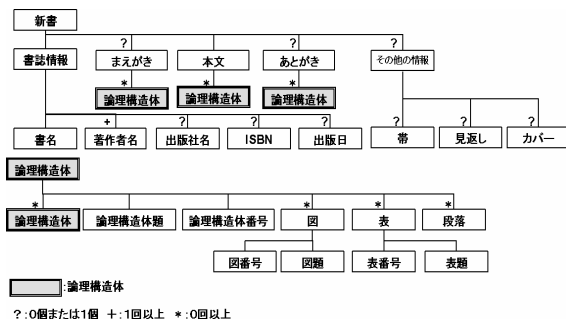 新書
? ? ?
書誌情報 まえがき 本文 あとがき その他の情報
* * *
論理構造体 論理構造体 論理構造体
+ ? ? ? ? ? ?
書名 著作者名 出版社名 ISBN 出版日 帯 見返し カバー
論理構造体
* * * *
論理構造体 論理構造体題 論理構造体番号 図 表 段落
図番号 図題 表番号 表題
:論理構造体
?:0個または1個 +:1回以上 *:0回以上